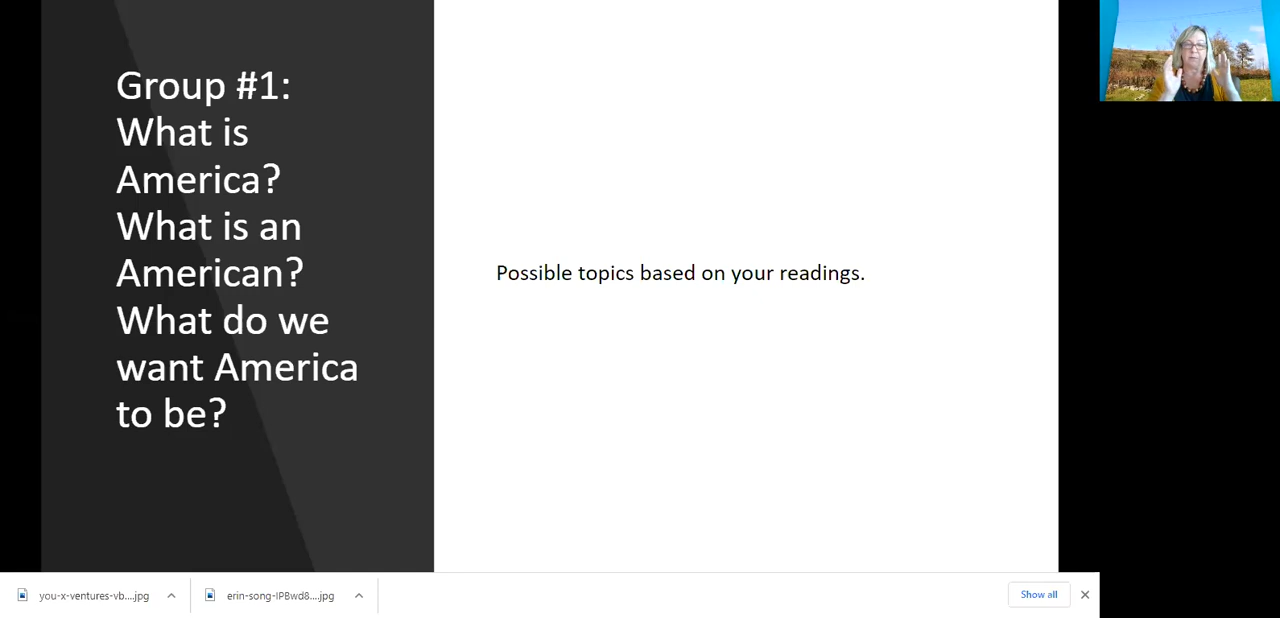 Group #1:
What is
America?
What is an
American?
What do we
want America
to be?
Possible topics based on your readings.
you-x-ventures-vb....jpg
erin-song-IP8wd8....jpg
Show all